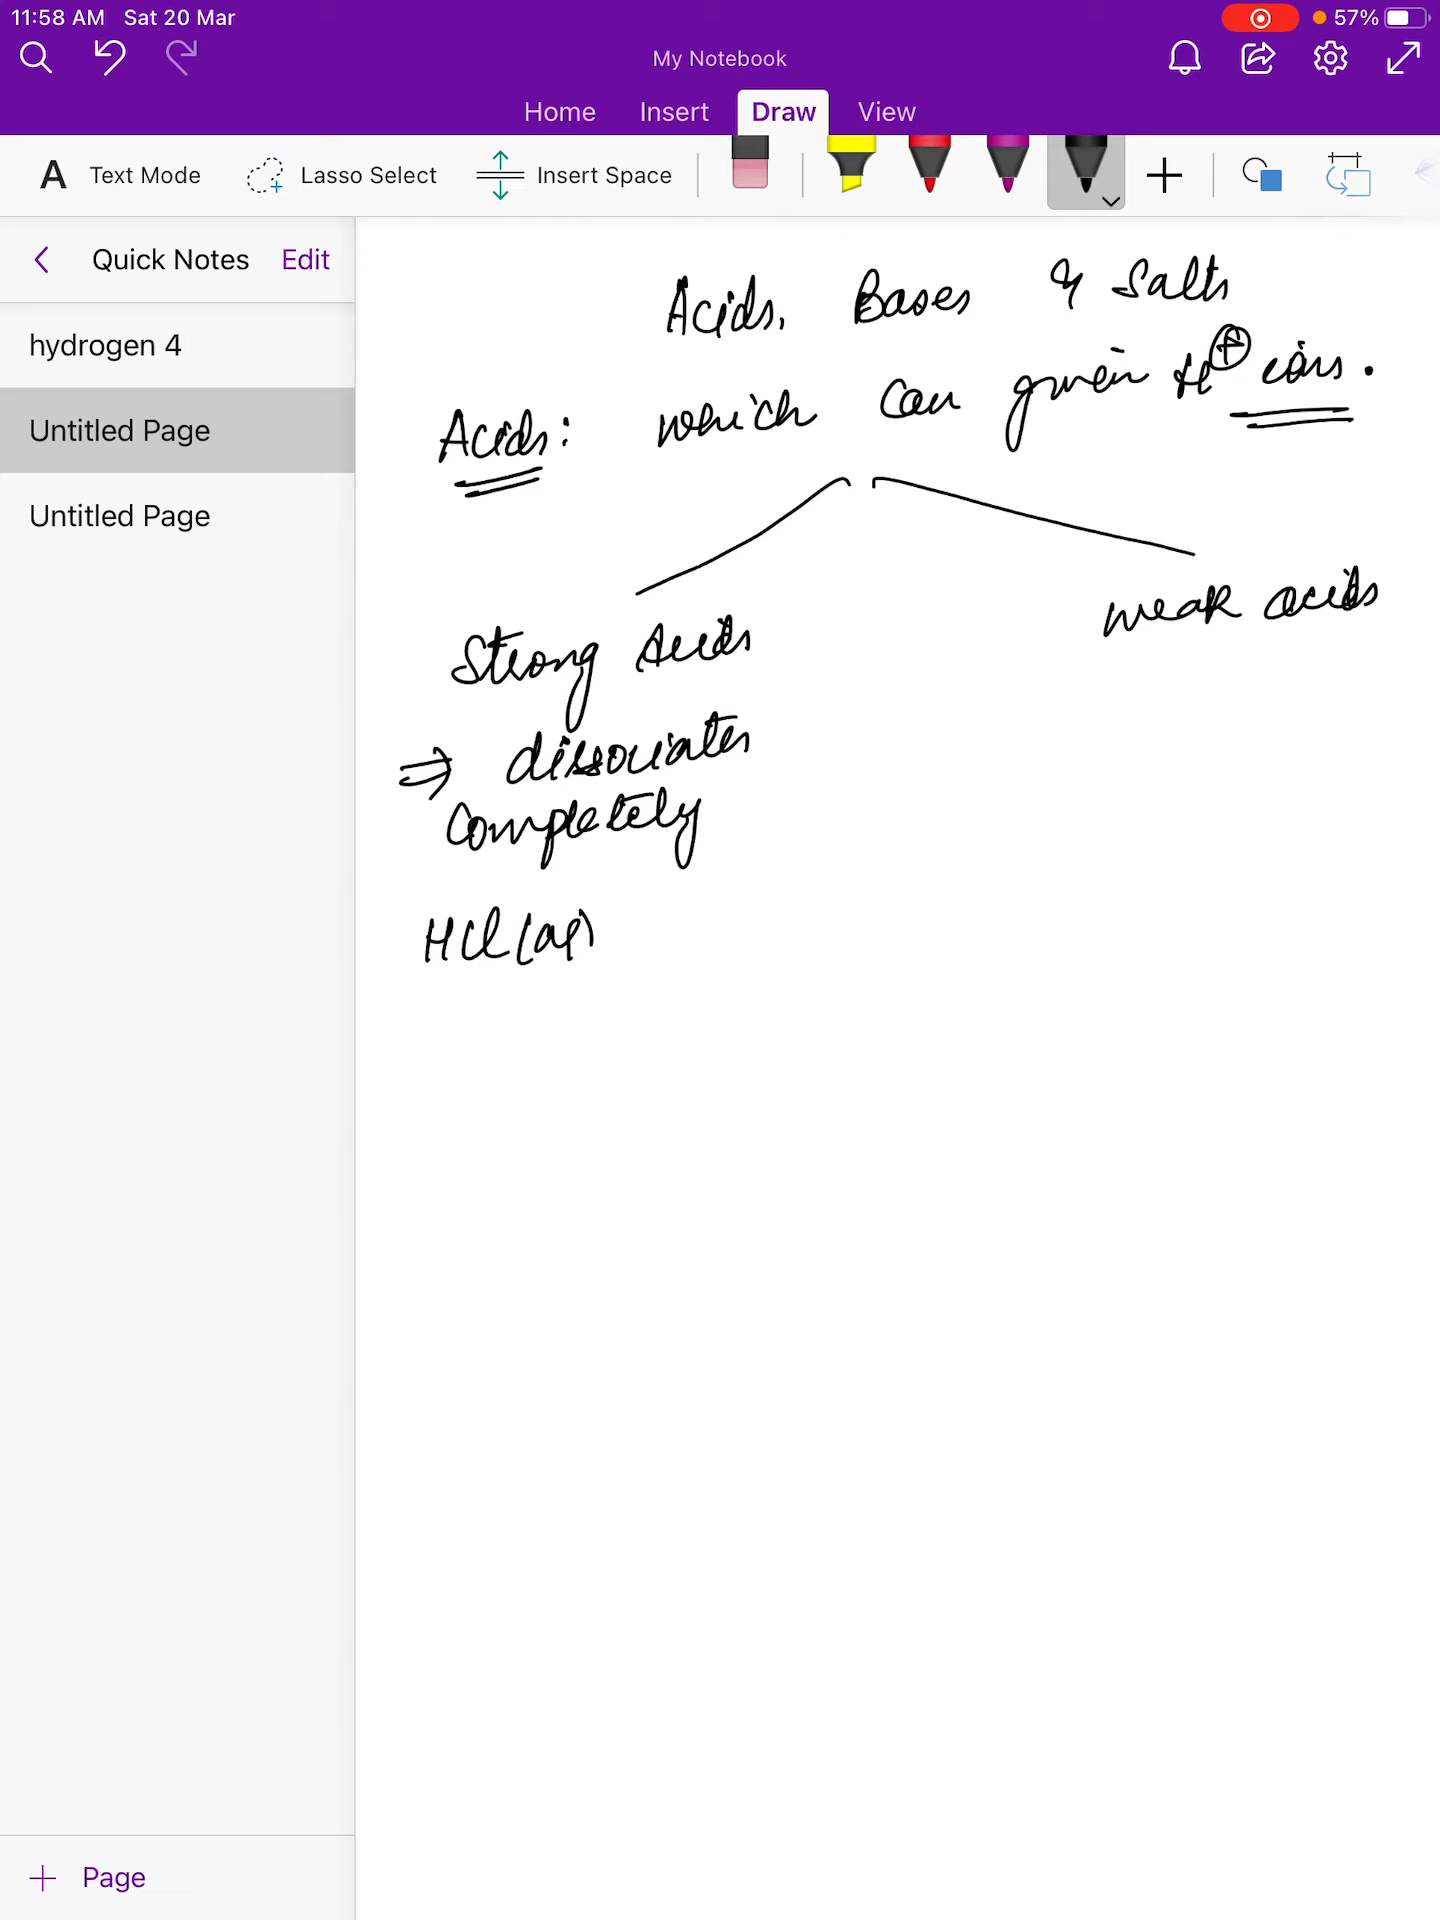 11:58 AM Sat 20 Mar 57%
My Notebook
Home Insert Draw View
A Text Mode Lasso Select Insert Space
Quick Notes Edit
hydrogen 4
Untitled Page
Untitled Page
+ Page
Acids, Bases & Salts
Acids: which can given H⊕ ions.
Strong Acids
weak acids
⇒ dissociates
completely
HCl(aq)